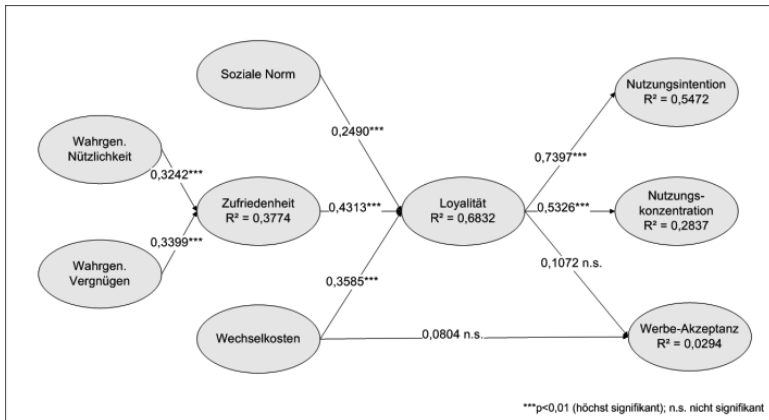 Soziale Norm
Nutzungsintention
R² = 0,5472
0,2490***
0,7397***
Wahrgen.
Nützlichkeit
0,3242***
Zufriedenheit
R² = 0,3774
0,4313***
Loyalität
R² = 0,6832
0,5326***
Nutzungs-
konzentration
R² = 0,2837
0,3399***
Wahrgen.
Vergnügen
0,3585***
0,1072 n.s.
Wechselkosten
0,0804 n.s.
Werbe-Akzeptanz
R² = 0,0294
***p<0,01 (höchst signifikant); n.s. nicht signifikant